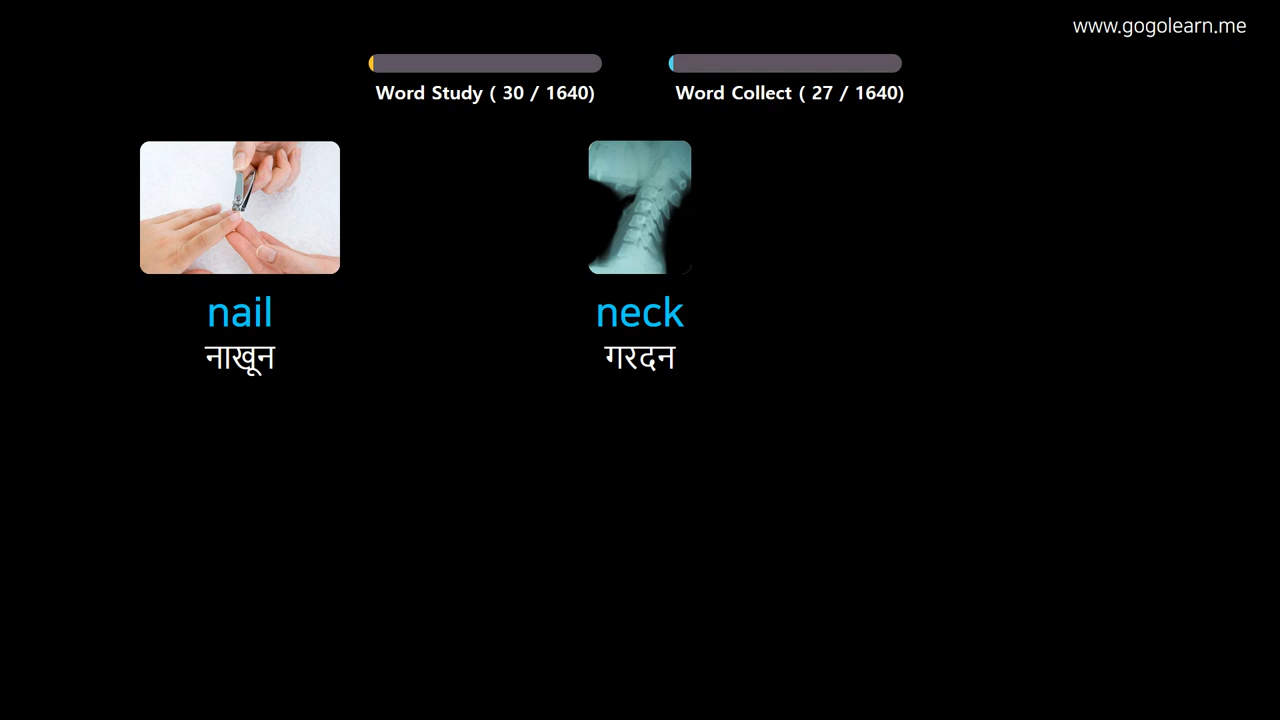 www.gogolearn.me
Word Study ( 30 / 1640)
Word Collect ( 27 / 1640)
nail
नाखून
neck
गरदन